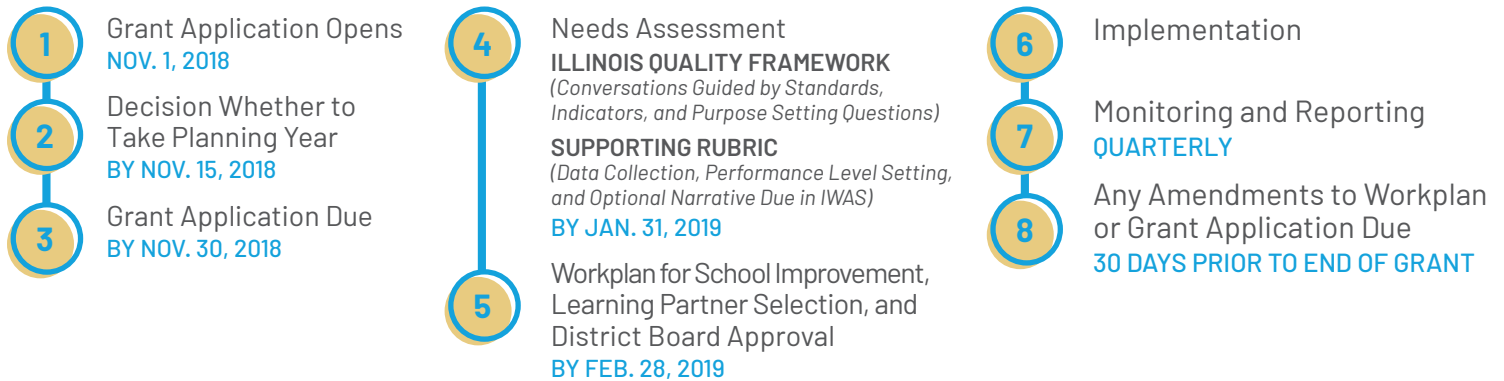 1
Grant Application Opens
NOV. 1, 2018
2
Decision Whether to
Take Planning Year
BY NOV. 15, 2018
3
Grant Application Due
BY NOV. 30, 2018
4
Needs Assessment
ILLINOIS QUALITY FRAMEWORK
(Conversations Guided by Standards,
Indicators, and Purpose Setting Questions)
SUPPORTING RUBRIC
(Data Collection, Performance Level Setting,
and Optional Narrative Due in IWAS)
BY JAN. 31, 2019
5
Workplan for School Improvement,
Learning Partner Selection, and
District Board Approval
BY FEB. 28, 2019
6
Implementation
7
Monitoring and Reporting
QUARTERLY
8
Any Amendments to Workplan
or Grant Application Due
30 DAYS PRIOR TO END OF GRANT